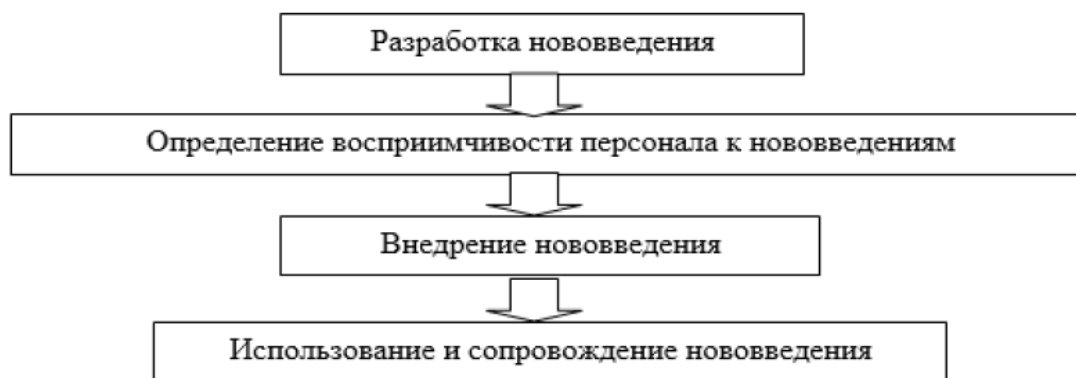 Разработка нововведения
Определение восприимчивости персонала к нововведениям
Внедрение нововведения
Использование и сопровождение нововведения